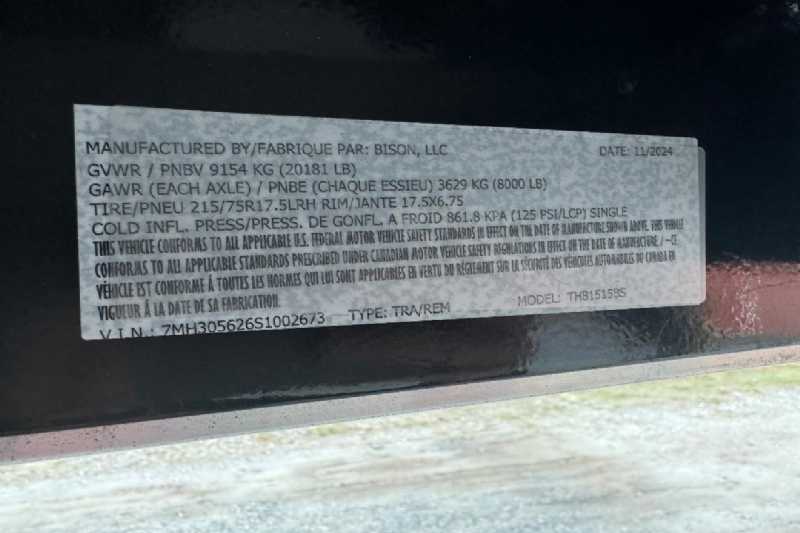 MANUFACTURED BY/FABRIQUE PAR: BISON, LLC DATE: 11/2024
GVWR / PNBV 9154 KG (20181 LB)
GAWR (EACH AXLE) / PNBE (CHAQUE ESSIEU) 3629 KG (8000 LB)
TIRE/PNEU 215/75R17.5LRH RIM/JANTE 17.5X6.75
COLD INFL. PRESS/PRESS. DE GONFL. A FROID 861.8 KPA (125 PSI/LCP) SINGLE
THIS VEHICLE CONFORMS TO ALL APPLICABLE U.S. FEDERAL MOTOR VEHICLE SAFETY STANDARDS IN EFFECT ON THE DATE OF MANUFACTURE SHOWN ABOVE. THIS VEHICLE
CONFORMS TO ALL APPLICABLE STANDARDS PRESCRIBED UNDER CANADIAN MOTOR VEHICLE SAFETY REGULATIONS IN EFFECT ON THE DATE OF MANUFACTURE / -CE
VÉHICLE EST CONFORME À TOUTES LES NORMES QUI LUI SONT APPLICABLES EN VERTU DU RÈGLEMENT SUR LA SÉCURITÉ DES VÉHICULES AUTOMOBILES DU CANADA EN
VIGUEUR À LA DATE DE SA FABRICATION.
V.I.N.: 7MH305626S1002673 TYPE: TRA/REM MODEL: